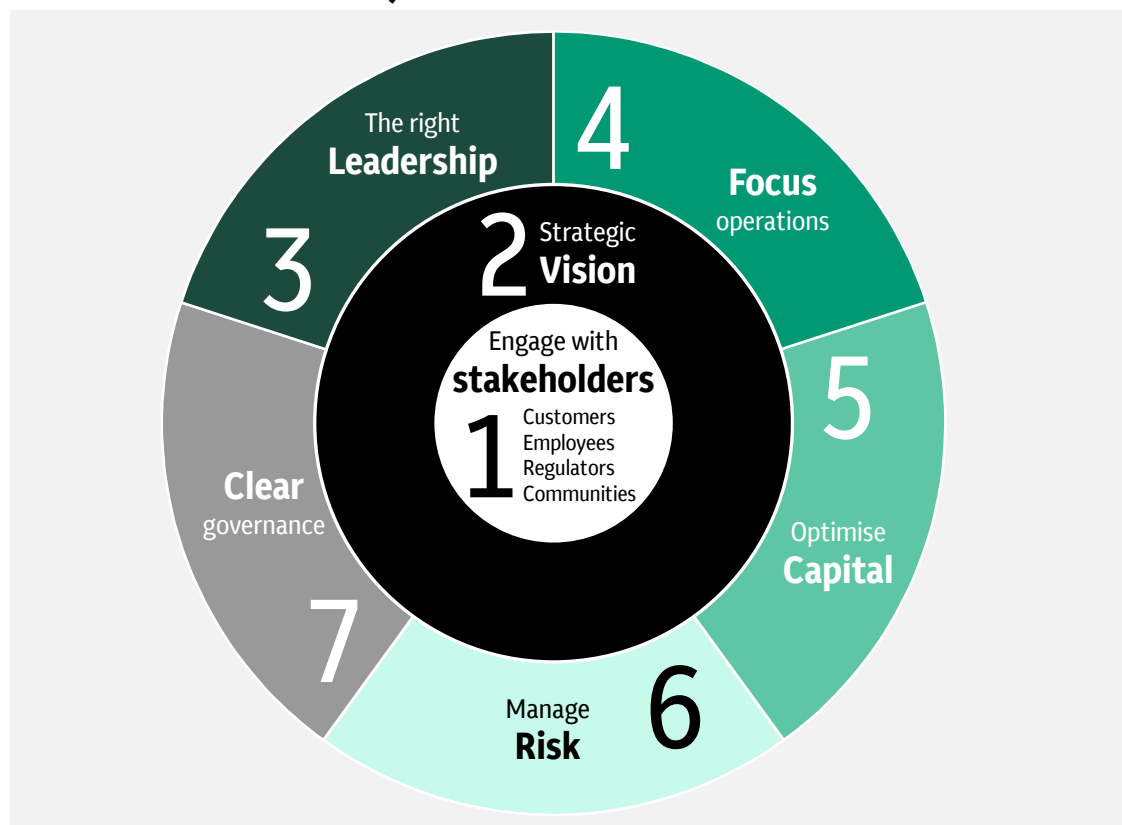 1
Engage with
stakeholders
Customers
Employees
Regulators
Communities
2
Strategic
Vision
3
The right
Leadership
4
Focus
operations
5
Optimise
Capital
6
Manage
Risk
7
Clear
governance